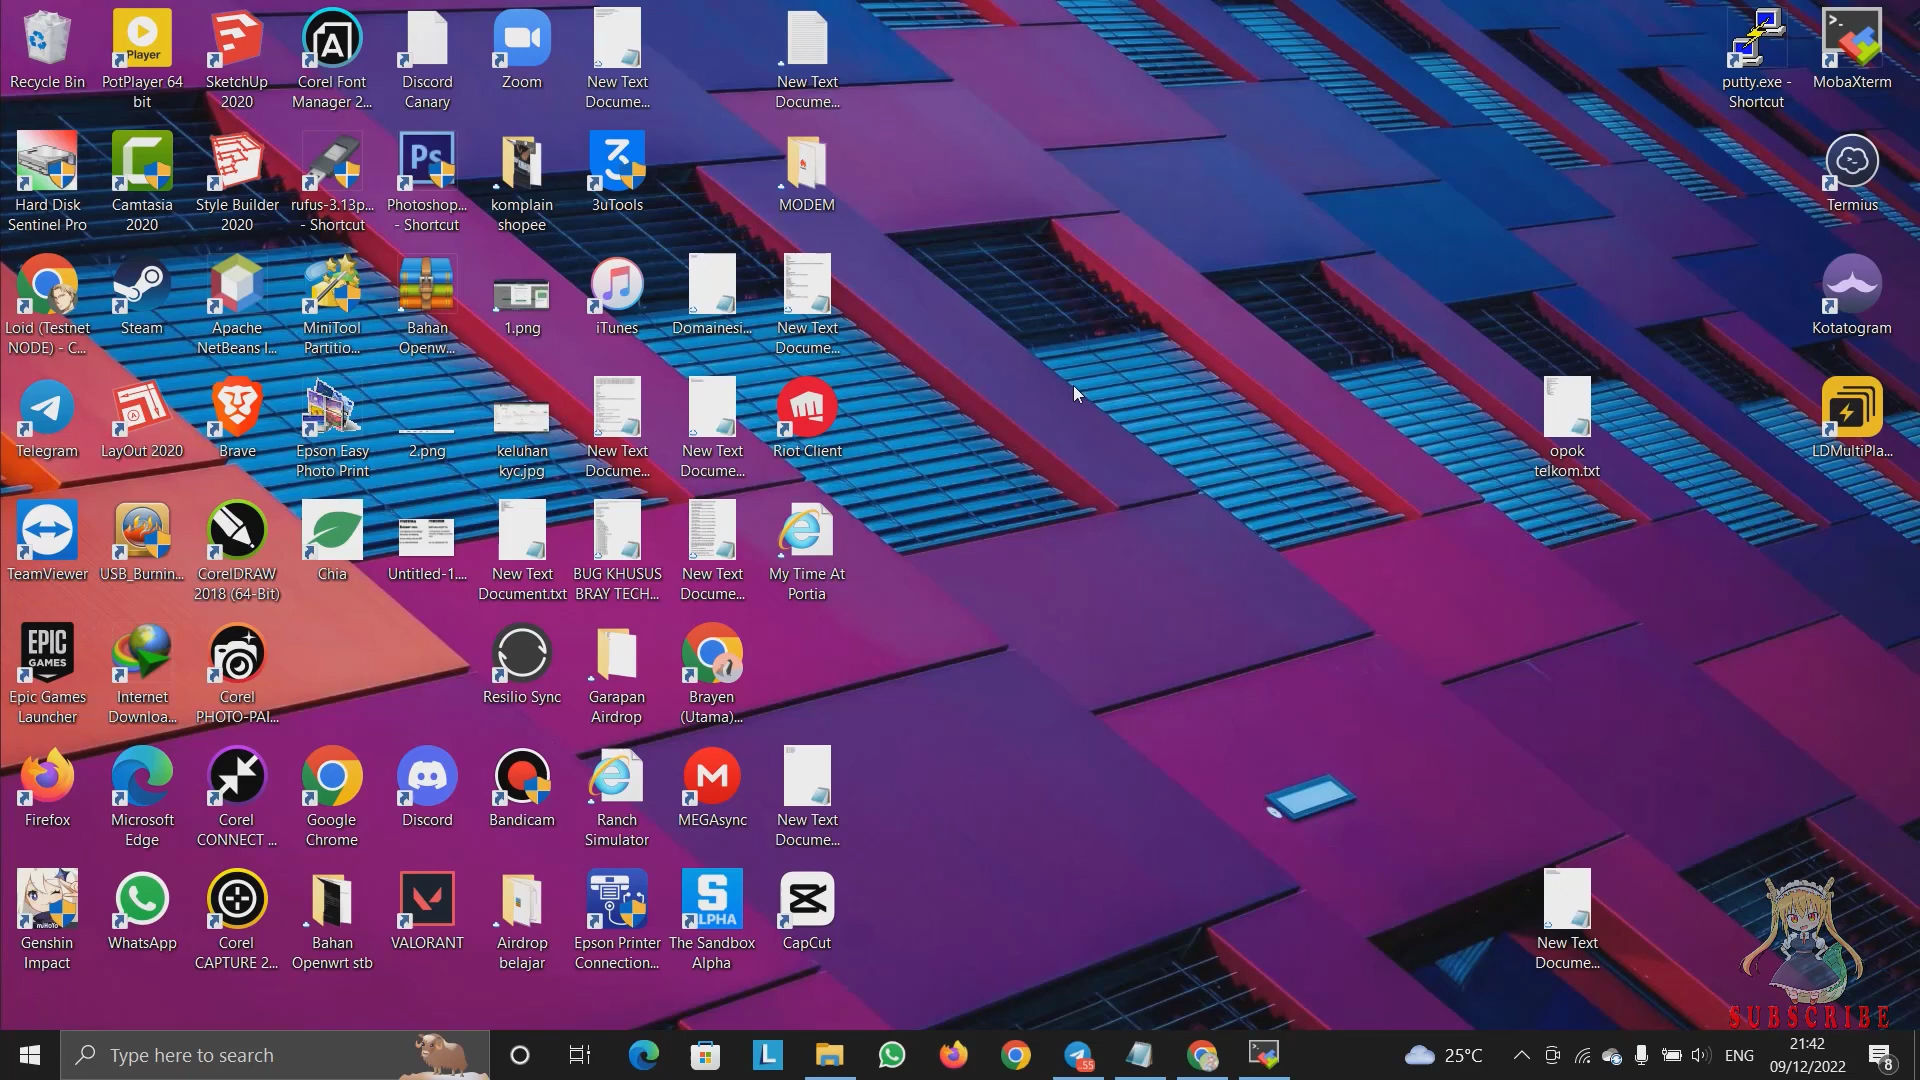 Recycle Bin
PotPlayer 64
bit
SketchUp
2020
Corel Font
Manager 2...
Discord
Canary
Zoom
New Text
Docume...
New Text
Docume...
putty.exe -
Shortcut
MobaXterm
Hard Disk
Sentinel Pro
Camtasia
2020
Style Builder
2020
rufus-3.13p...
- Shortcut
Photoshop...
- Shortcut
komplain
shopee
3uTools
MODEM
Termius
Loid (Testnet
NODE) - C...
Steam
Apache
NetBeans I...
MiniTool
Partitio...
Bahan
Openw...
1.png
iTunes
Domainesi...
New Text
Docume...
Kotatogram
Telegram
LayOut 2020
Brave
Epson Easy
Photo Print
2.png
keluhan
kyc.jpg
New Text
Docume...
New Text
Docume...
Riot Client
opok
telkom.txt
LDMultiPla...
TeamViewer
USB_Burnin...
CorelDRAW
2018 (64-Bit)
Chia
Untitled-1....
New Text
Document.txt
BUG KHUSUS
BRAY TECH...
New Text
Docume...
My Time At
Portia
EPIC
GAMES
Epic Games
Launcher
Internet
Downloa...
Corel
PHOTO-PAI...
Resilio Sync
Garapan
Airdrop
Brayen
(Utama)...
Firefox
Microsoft
Edge
Corel
CONNECT ...
Google
Chrome
Discord
Bandicam
Ranch
Simulator
MEGAsync
New Text
Docume...
Genshin
Impact
WhatsApp
Corel
CAPTURE 2...
Bahan
Openwrt stb
VALORANT
Airdrop
belajar
Epson Printer
Connection...
The Sandbox
Alpha
CapCut
New Text
Docume...
SUBSCRIBE
Type here to search
55
25°C
ENG
21:42
09/12/2022
8